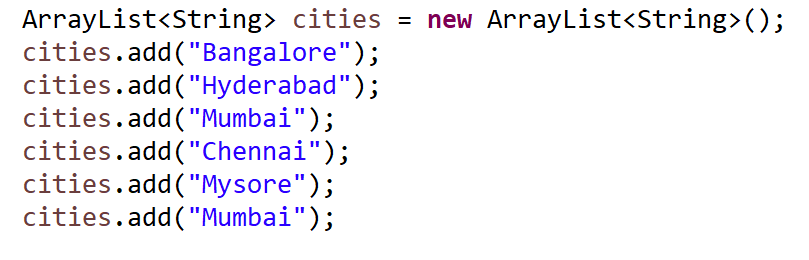 ArrayList<String> cities = new ArrayList<String>();
cities.add("Bangalore");
cities.add("Hyderabad");
cities.add("Mumbai");
cities.add("Chennai");
cities.add("Mysore");
cities.add("Mumbai");